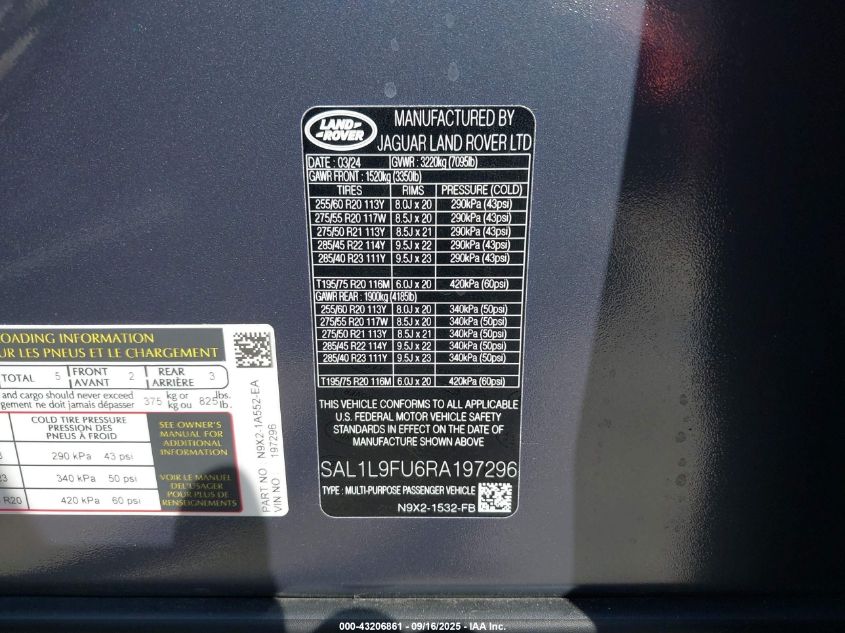 LAND
ROVER
MANUFACTURED BY
JAGUAR LAND ROVER LTD
DATE : 03/24 GVWR : 3220kg (7095lb)
GAWR FRONT : 1520kg (3350lb)
TIRES RIMS PRESSURE (COLD)
255/60 R20 113Y 8.0J x 20 290kPa (43psi)
275/55 R20 117W 8.5J x 20 290kPa (43psi)
275/50 R21 113Y 8.5J x 21 290kPa (43psi)
285/45 R22 114Y 9.5J x 22 290kPa (43psi)
285/40 R23 111Y 9.5J x 23 290kPa (43psi)
T195/75 R20 116M 6.0J x 20 420kPa (60psi)
GAWR REAR : 1900kg (4185lb)
255/60 R20 113Y 8.0J x 20 340kPa (50psi)
275/55 R20 117W 8.5J x 20 340kPa (50psi)
275/50 R21 113Y 8.5J x 21 340kPa (50psi)
285/45 R22 114Y 9.5J x 22 340kPa (50psi)
285/40 R23 111Y 9.5J x 23 340kPa (50psi)
T195/75 R20 116M 6.0J x 20 420kPa (60psi)
THIS VEHICLE CONFORMS TO ALL APPLICABLE
U.S. FEDERAL MOTOR VEHICLE SAFETY
STANDARDS IN EFFECT ON THE DATE OF
MANUFACTURE SHOWN ABOVE
SAL1L9FU6RA197296
TYPE : MULTI-PURPOSE PASSENGER VEHICLE
N9X2-1532-FB
OADING INFORMATION
UR LES PNEUS ET LE CHARGEMENT
TOTAL 5 FRONT 2 REAR 3
AVANT ARRIÈRE
and cargo should never exceed 375 kg or 825 lbs.
gement ne doit jamais dépasser kg ou lb.
COLD TIRE PRESSURE
PRESSION DES
PNEUS À FROID
290 kPa 43 psi
340 kPa 50 psi
R20 420 kPa 60 psi
SEE OWNER'S
MANUAL FOR
ADDITIONAL
INFORMATION
VOIR LE MANUEL
DE L'USAGER
POUR PLUS DE
RENSEIGNEMENTS
PART NO N9X2-1A552-EA
VIN NO 197296
000-43206861 - 09/16/2025 - IAA Inc.